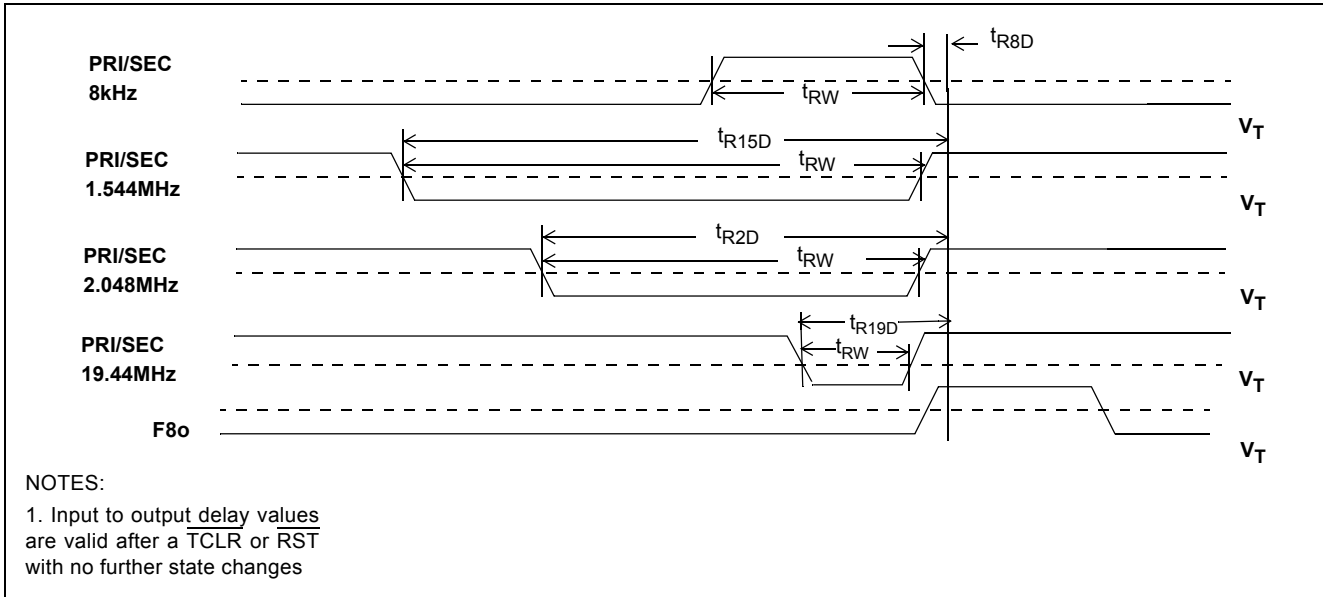 tR8D
PRI/SEC
8kHz
tRW
VT
tR15D
PRI/SEC
1.544MHz
tRW
VT
tR2D
PRI/SEC
2.048MHz
tRW
VT
tR19D
PRI/SEC
19.44MHz
tRW
VT
F8o
VT
NOTES:
1. Input to output delay values
are valid after a TCLR or RST
with no further state changes